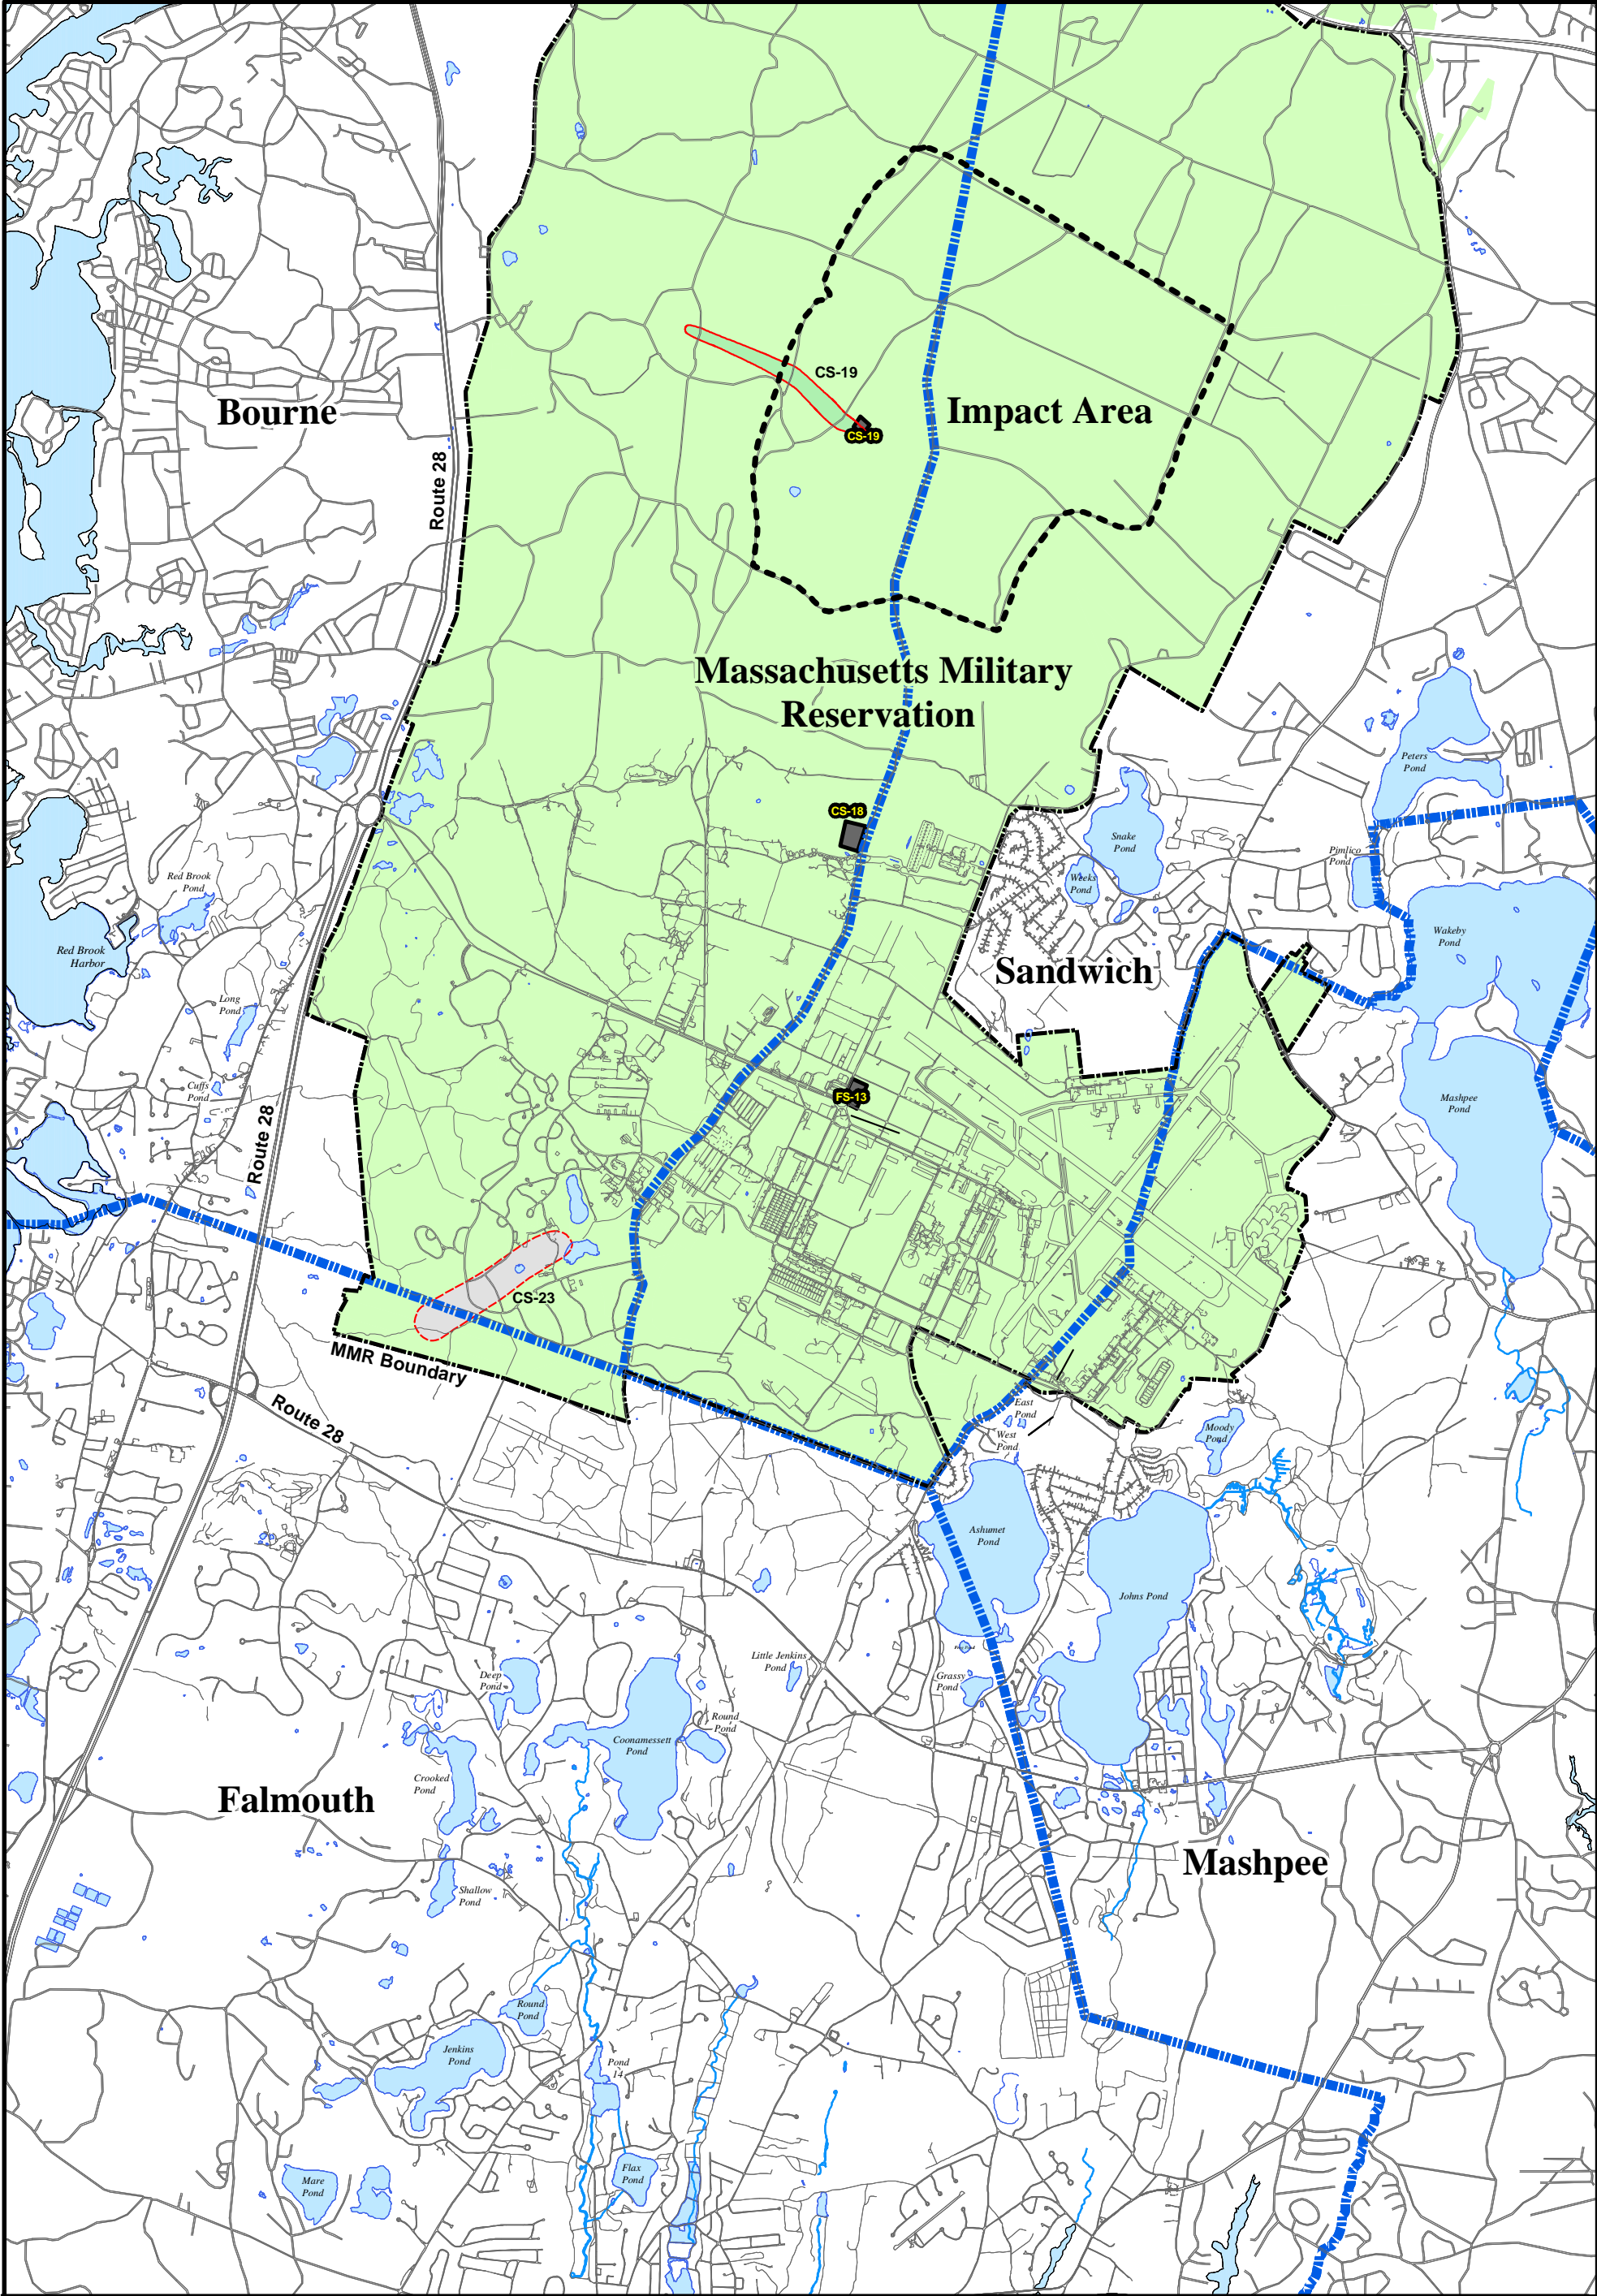 CS-19
Bourne
Impact Area
CS-19
Route 28
Massachusetts Military
Reservation
Peters
Pond
CS-18
Snake
Pond
Pimlico
Pond
Weeks
Pond
Red Brook
Pond
Wakeby
Pond
Red Brook
Harbor
Sandwich
Long
Pond
Cuffs
Pond
FS-13
Mashpee
Pond
Route 28
CS-23
MMR Boundary
Route 28
East
Pond
West
Pond
Moody
Pond
Ashumet
Pond
Johns Pond
Little Jenkins
Pond
Deep
Pond
Grassy
Pond
Round
Pond
Coonamessett
Pond
Crooked
Pond
Falmouth
Mashpee
Shallow
Pond
Round
Pond
Jenkins
Pond
Pond
14
Flax
Pond
Mare
Pond